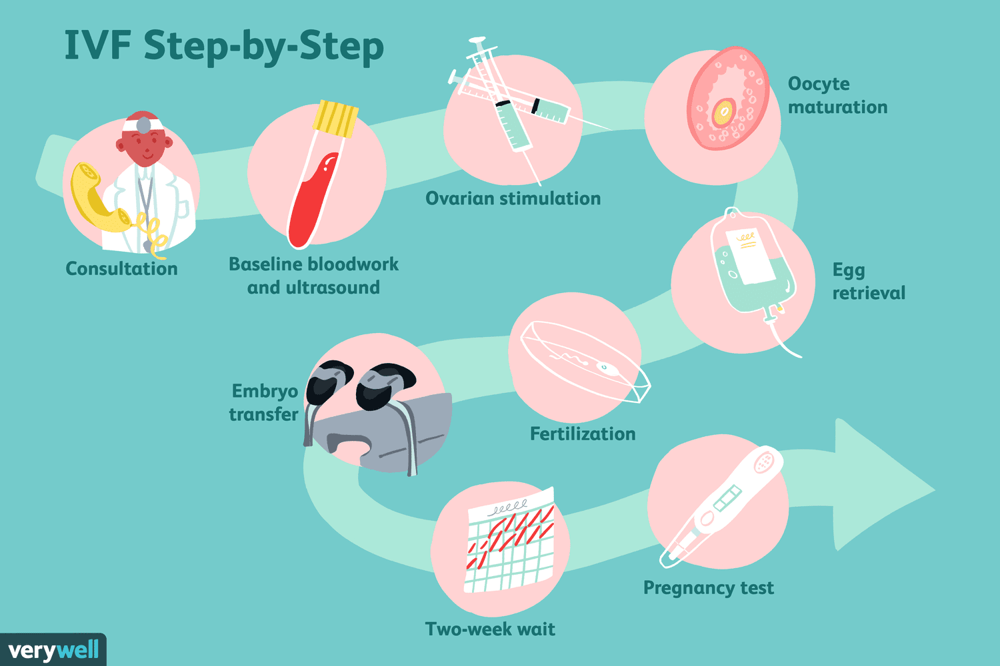 IVF Step-by-Step
Consultation
Baseline bloodwork
and ultrasound
Ovarian stimulation
Oocyte
maturation
Egg
retrieval
Fertilization
Embryo
transfer
Two-week wait
Pregnancy test
verywell